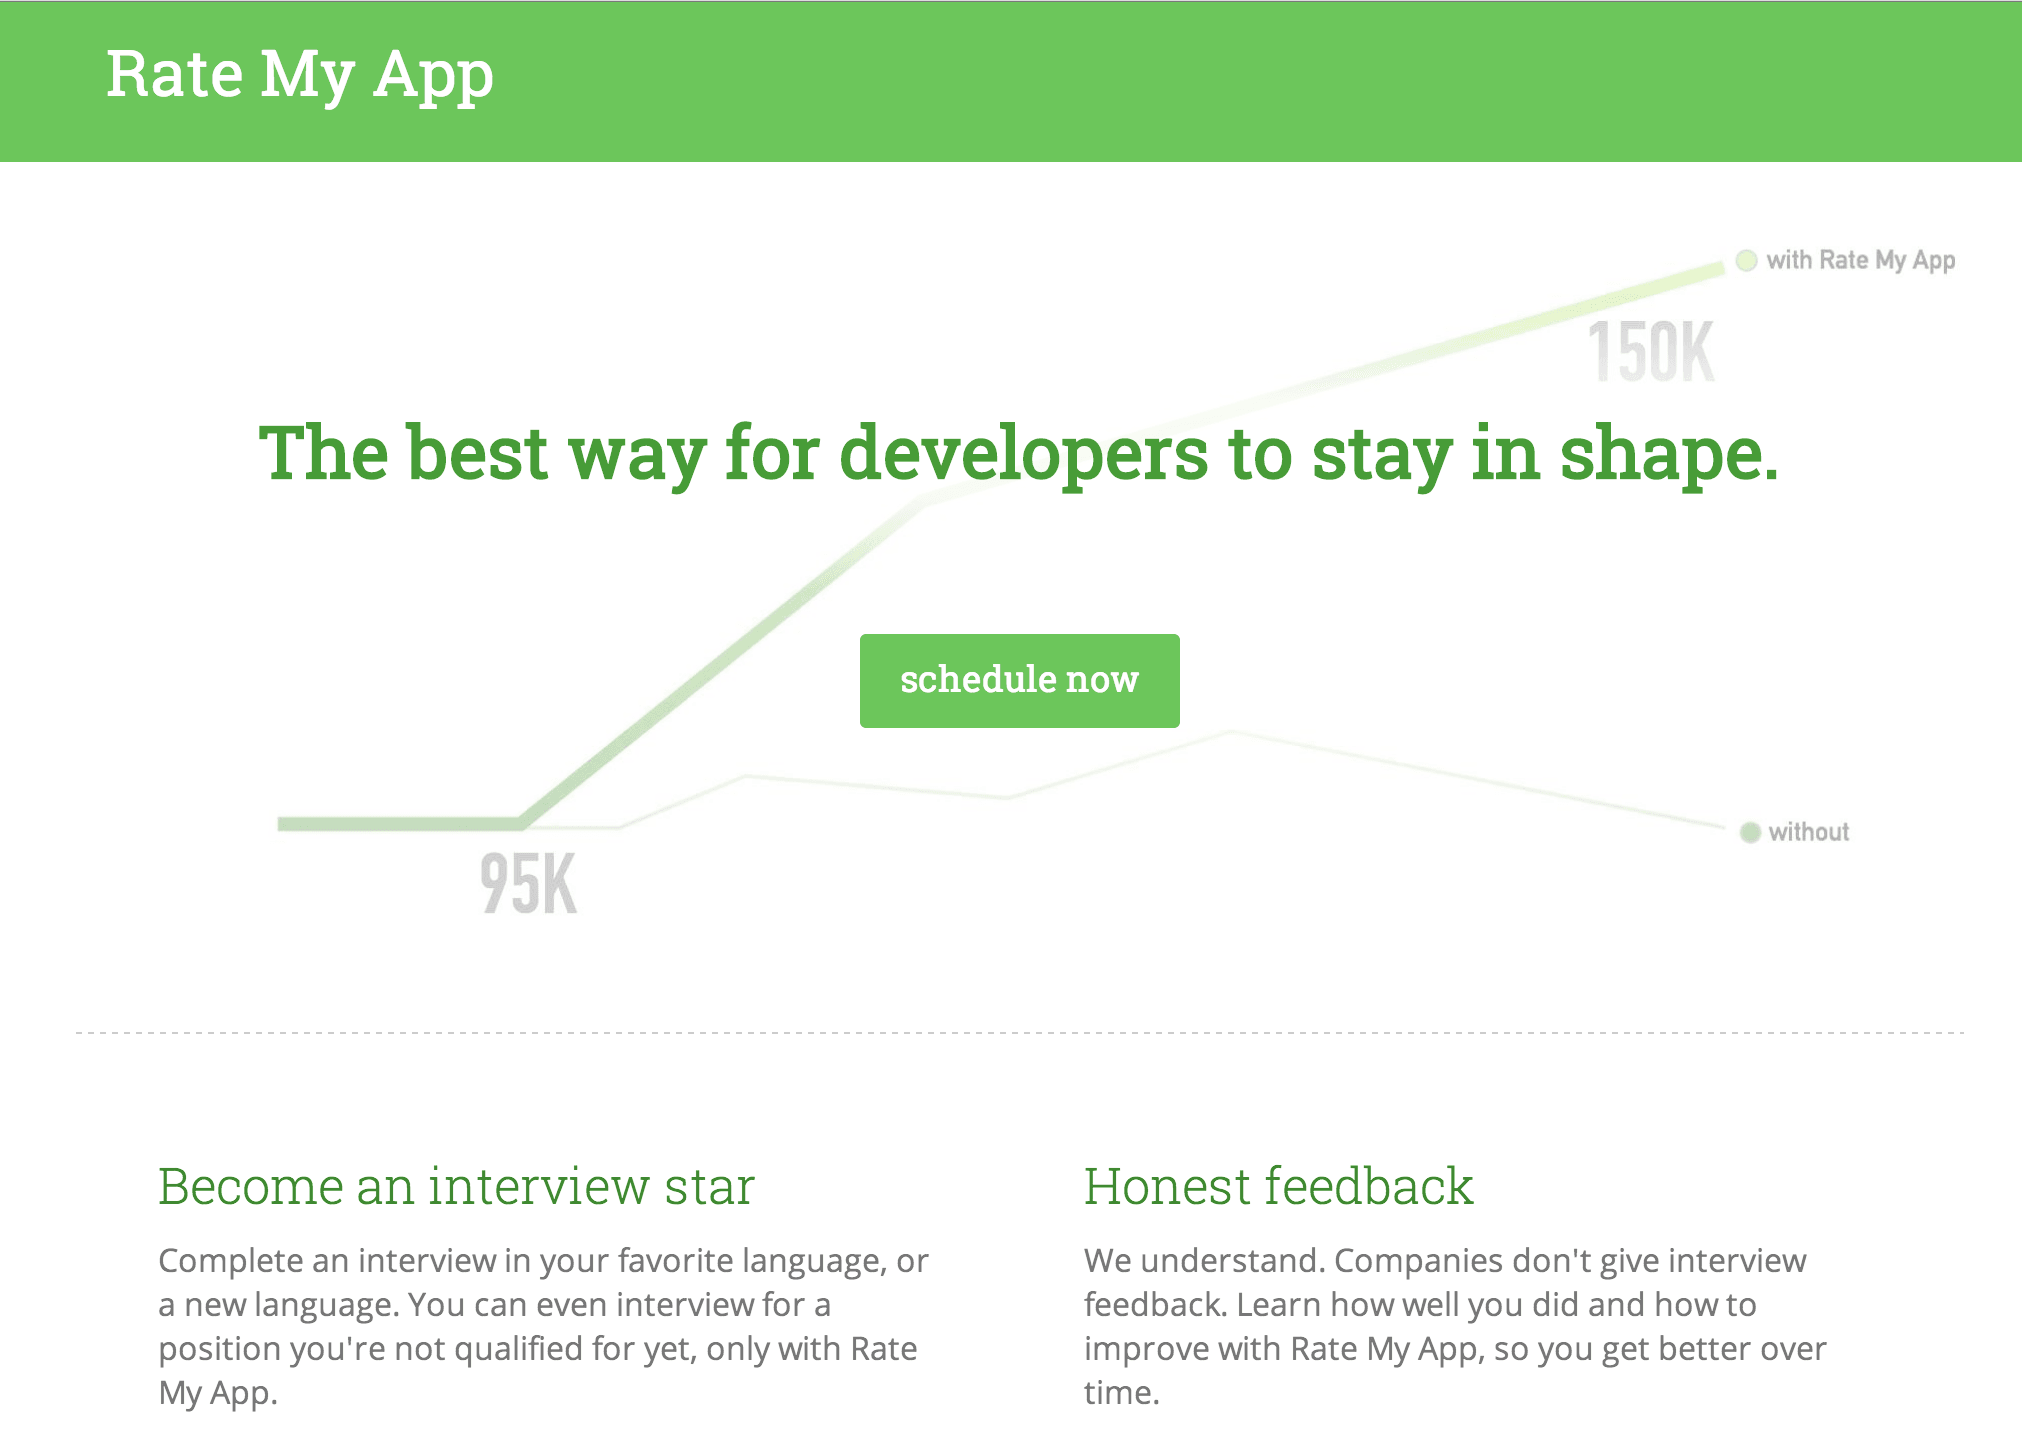 Rate My App
with Rate My App
150K
The best way for developers to stay in shape.
schedule now
without
95K
Become an interview star
Complete an interview in your favorite language, or
a new language. You can even interview for a
position you're not qualified for yet, only with Rate
My App.
Honest feedback
We understand. Companies don't give interview
feedback. Learn how well you did and how to
improve with Rate My App, so you get better over
time.